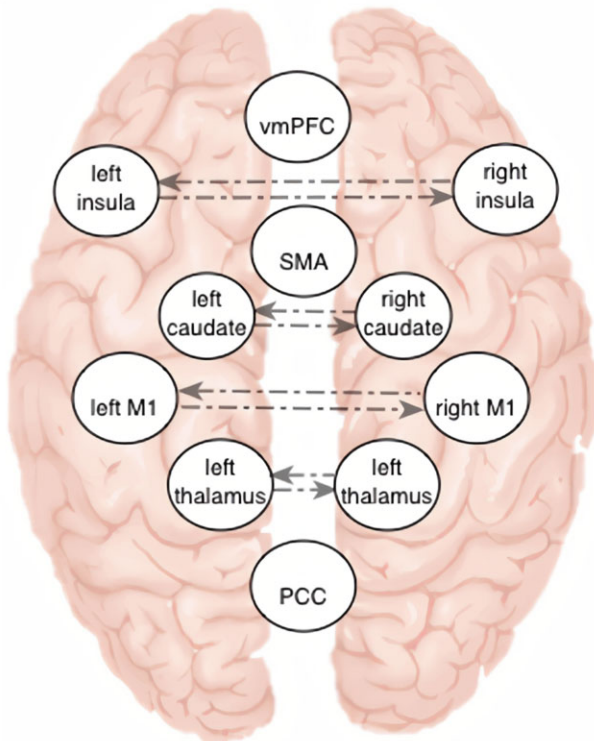 vmPFC
left
insula
right
insula
SMA
left
caudate
right
caudate
left M1
right M1
left
thalamus
left
thalamus
PCC